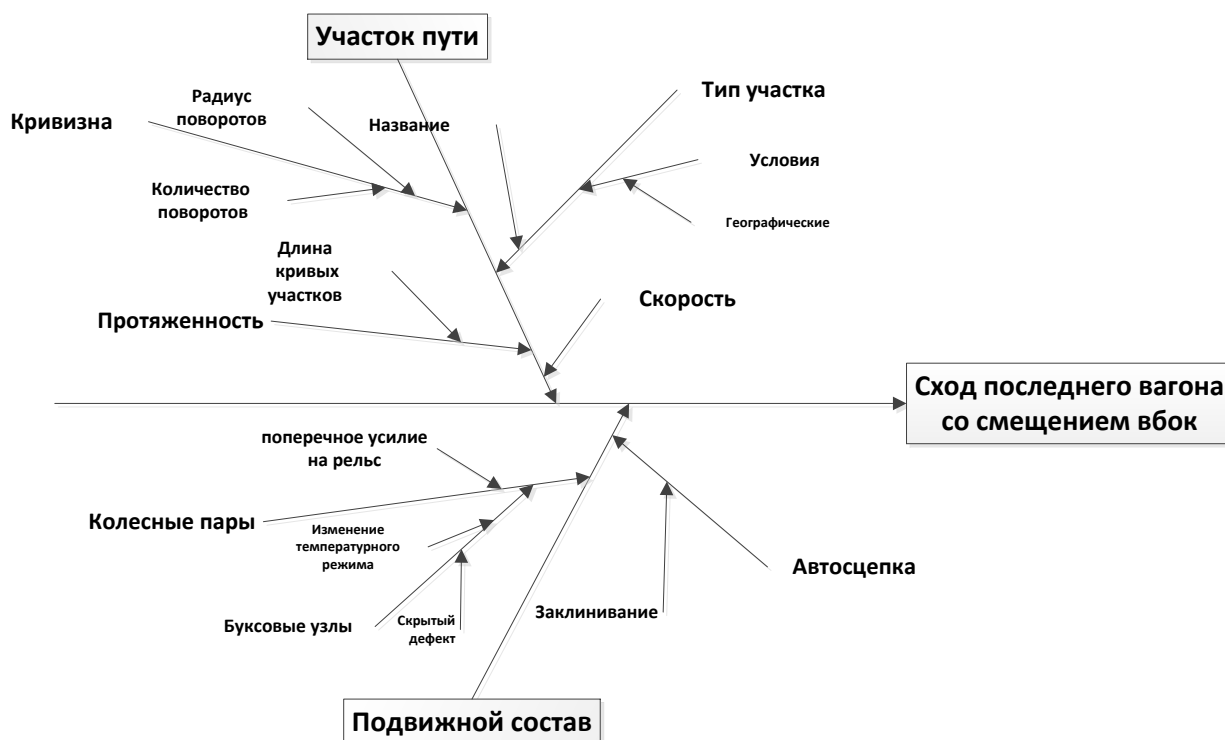 Участок пути
Тип участка
Радиус
поворотов
Кривизна
Название
Условия
Количество
поворотов
Географические
Длина
кривых
участков
Скорость
Протяженность
Сход последнего вагона
со смещением вбок
поперечное усилие
на рельс
Колесные пары
Изменение
температурного
режима
Автосцепка
Заклинивание
Буксовые узлы
Скрытый
дефект
Подвижной состав